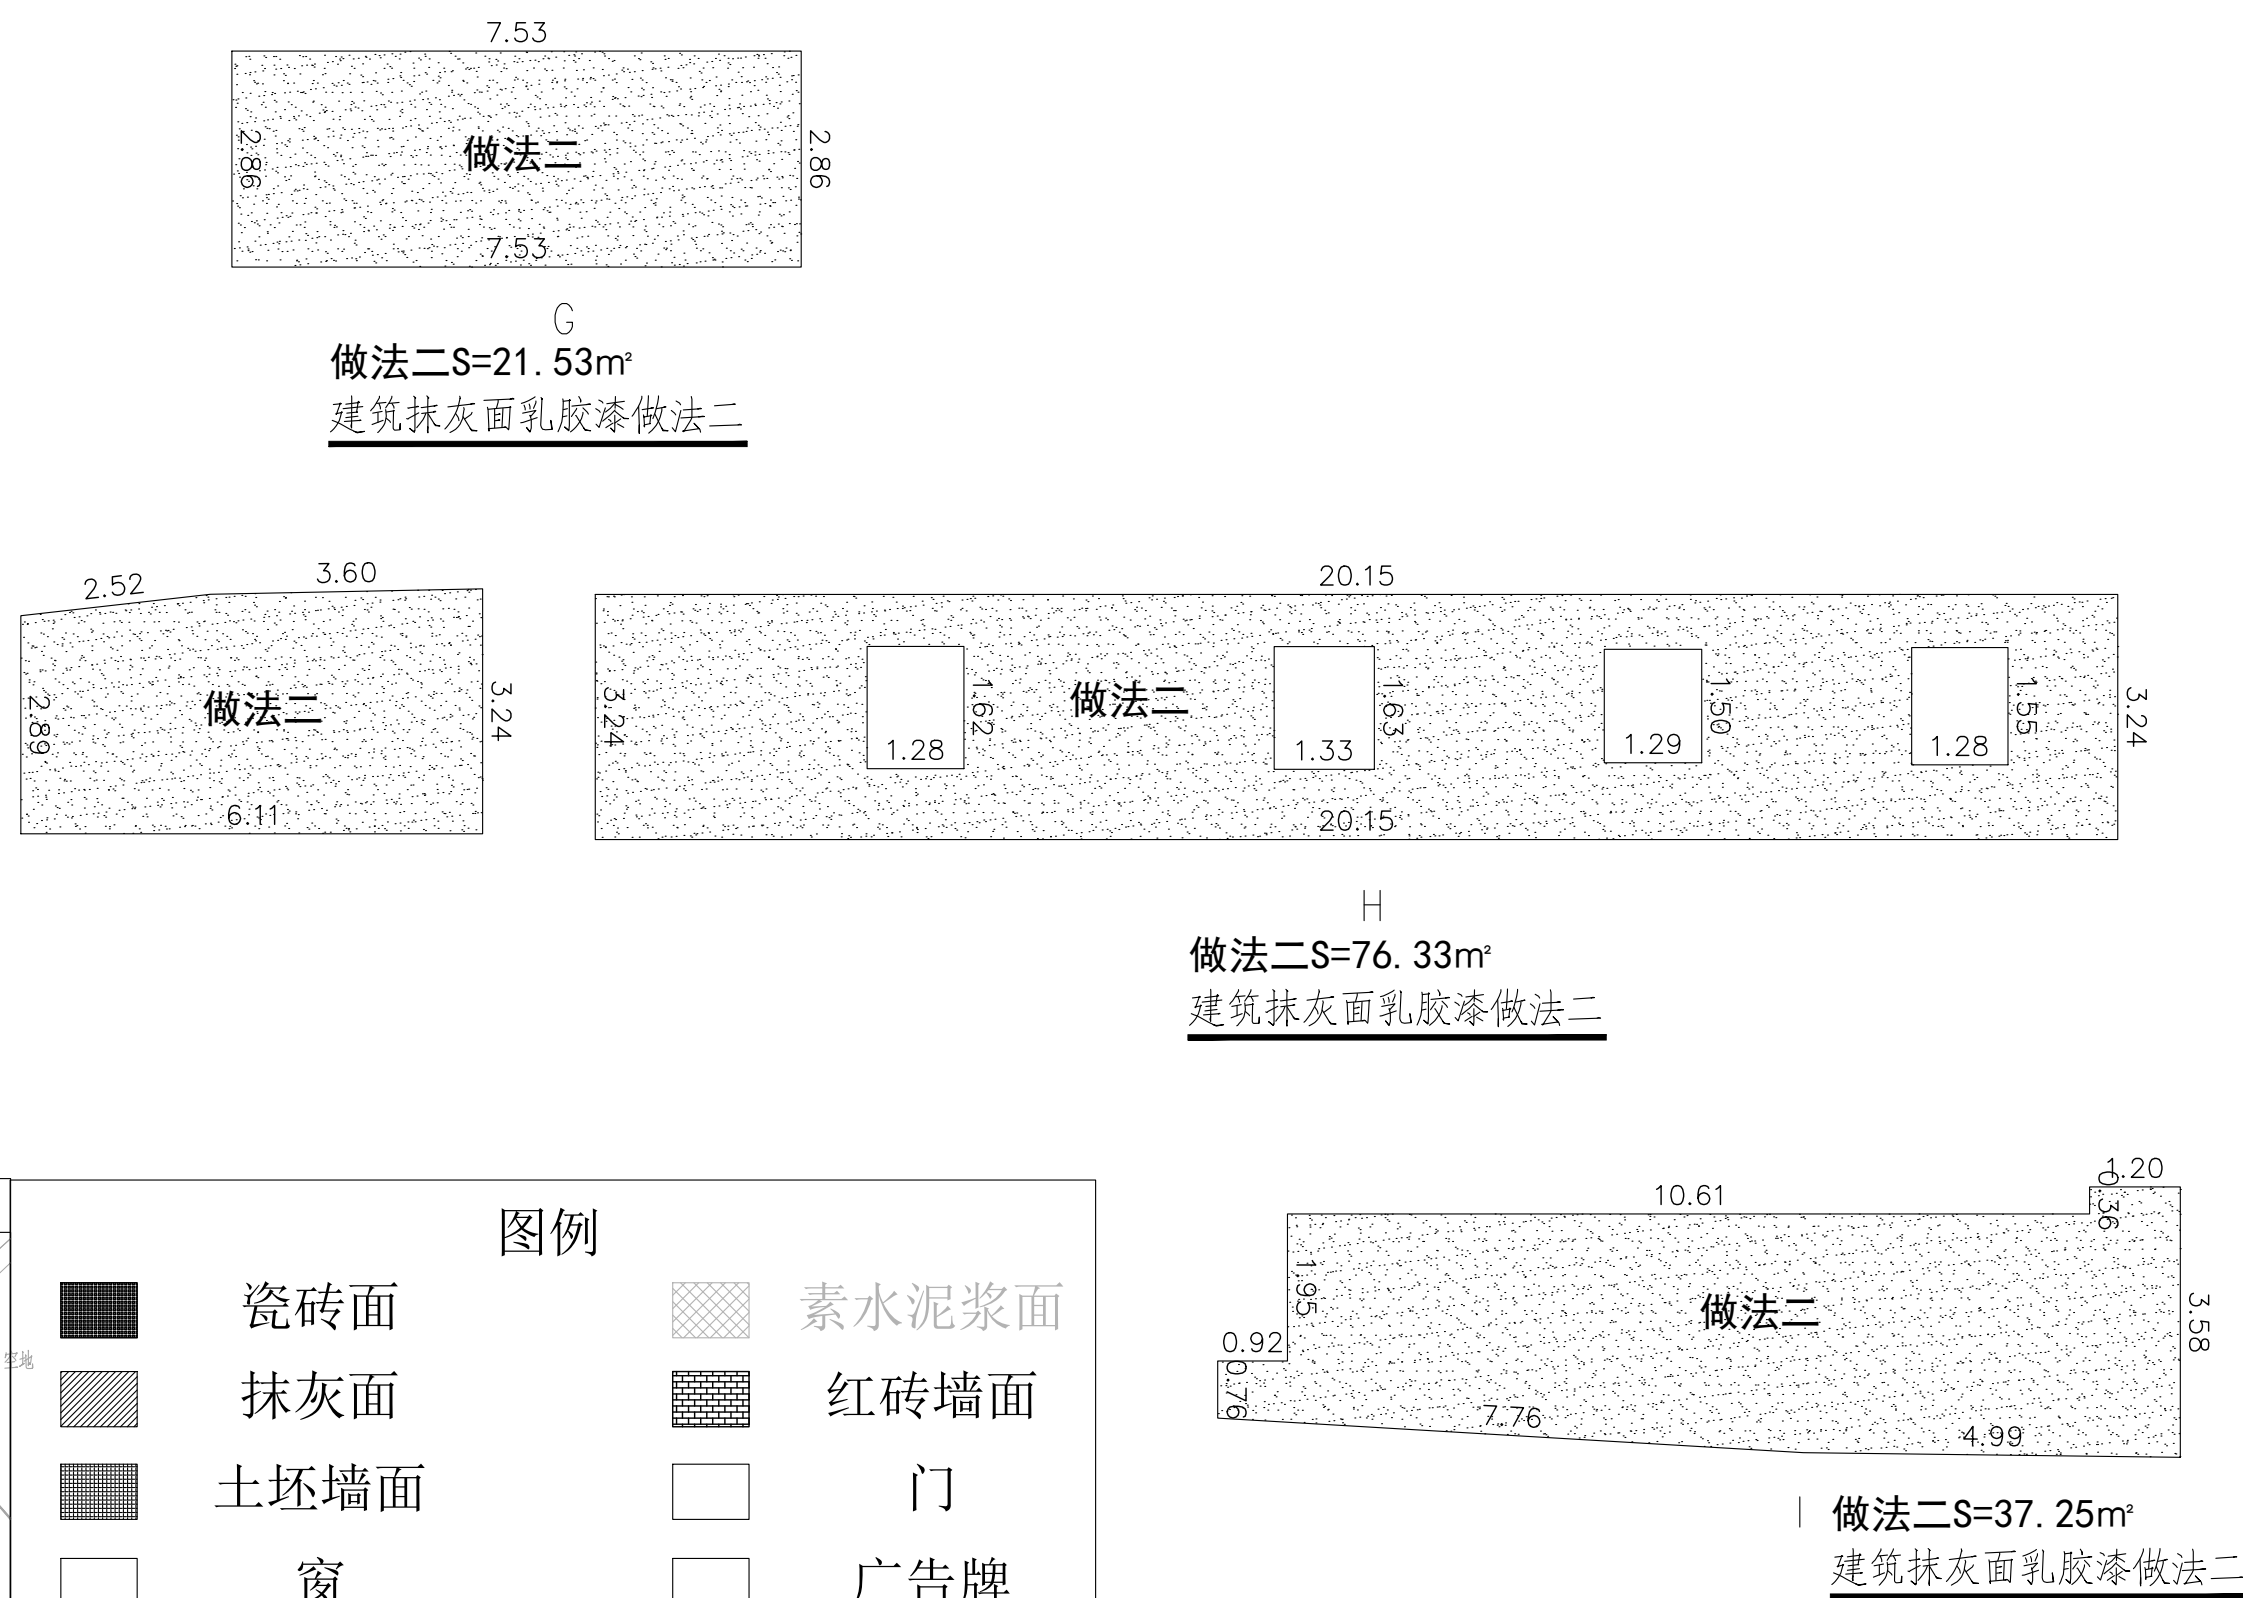 7.53
2.86
做法二
2.86
7.53
G
做法二S=21.53㎡
建筑抹灰面乳胶漆做法二
2.52
3.60
2.89
做法二
3.24
6.11
20.15
3.24
1.62
做法二
1.63
1.50
1.55
3.24
1.28
1.33
1.29
1.28
20.15
H
做法二S=76.33㎡
建筑抹灰面乳胶漆做法二
1.20
0.36
10.61
1.95
做法二
3.58
0.92
0.76
7.76
4.99
I
做法二S=37.25㎡
建筑抹灰面乳胶漆做法二
图例
瓷砖面
素水泥浆面
空地
抹灰面
红砖墙面
土坯墙面
门
窗
广告牌